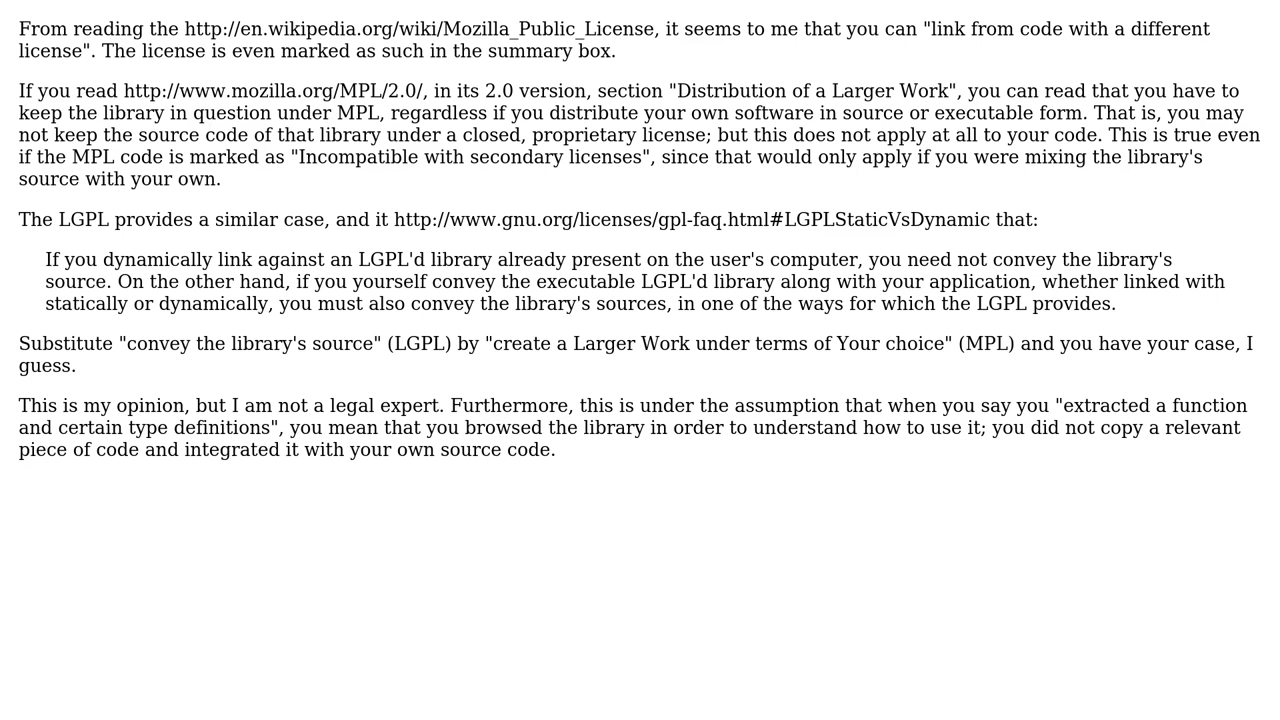 From reading the http://en.wikipedia.org/wiki/Mozilla_Public_License, it seems to me that you can "link from code with a different
license". The license is even marked as such in the summary box.
If you read http://www.mozilla.org/MPL/2.0/, in its 2.0 version, section "Distribution of a Larger Work", you can read that you have to
keep the library in question under MPL, regardless if you distribute your own software in source or executable form. That is, you may
not keep the source code of that library under a closed, proprietary license; but this does not apply at all to your code. This is true even
if the MPL code is marked as "Incompatible with secondary licenses", since that would only apply if you were mixing the library's
source with your own.
The LGPL provides a similar case, and it http://www.gnu.org/licenses/gpl-faq.html#LGPLStaticVsDynamic that:
If you dynamically link against an LGPL'd library already present on the user's computer, you need not convey the library's
source. On the other hand, if you yourself convey the executable LGPL'd library along with your application, whether linked with
statically or dynamically, you must also convey the library's sources, in one of the ways for which the LGPL provides.
Substitute "convey the library's source" (LGPL) by "create a Larger Work under terms of Your choice" (MPL) and you have your case, I
guess.
This is my opinion, but I am not a legal expert. Furthermore, this is under the assumption that when you say you "extracted a function
and certain type definitions", you mean that you browsed the library in order to understand how to use it; you did not copy a relevant
piece of code and integrated it with your own source code.